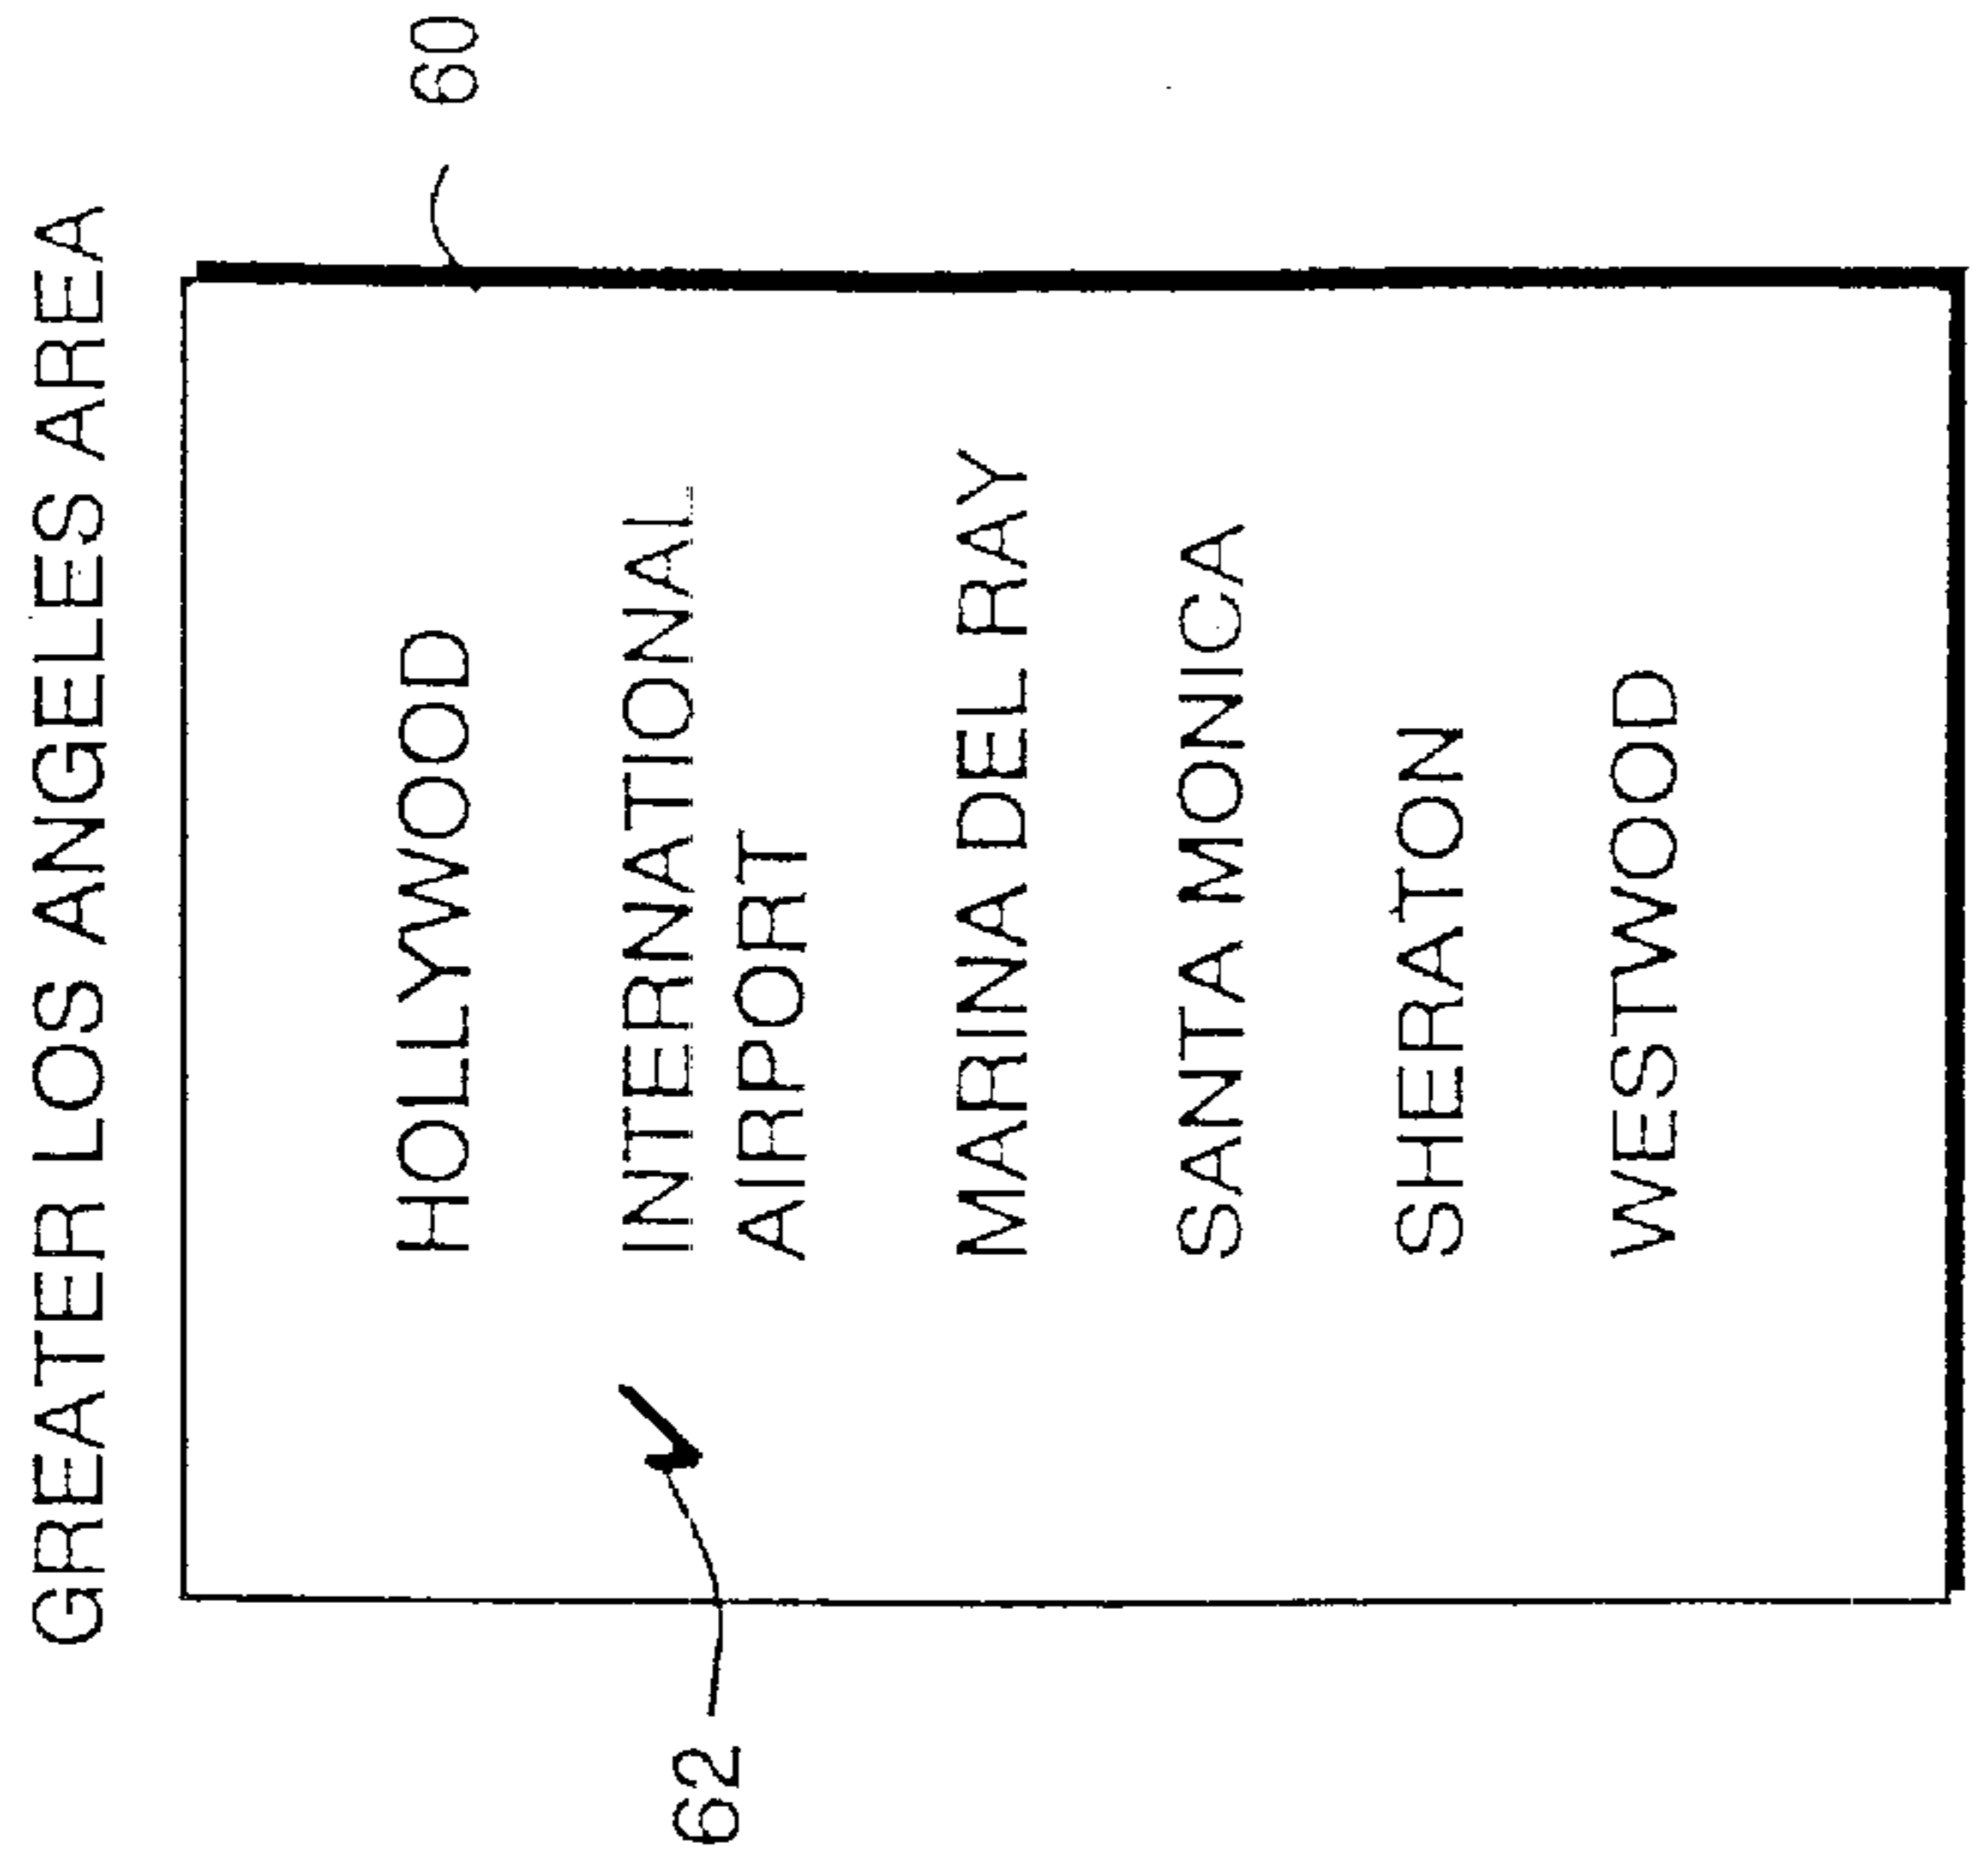 GREATER LOS ANGELES AREA
60
HOLLYWOOD
INTERNATIONAL
AIRPORT
62
MARINA DEL RAY
SANTA MONICA
SHERATON
WESTWOOD